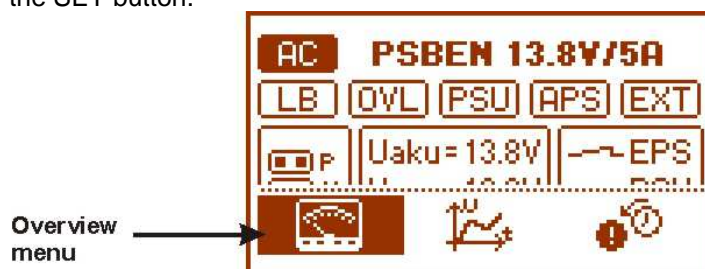 the SET button.
AC PSBEN 13.8V/5A
LB OVL PSU APS EXT
P Uaku=13.8V EPS
U t
Overview
menu